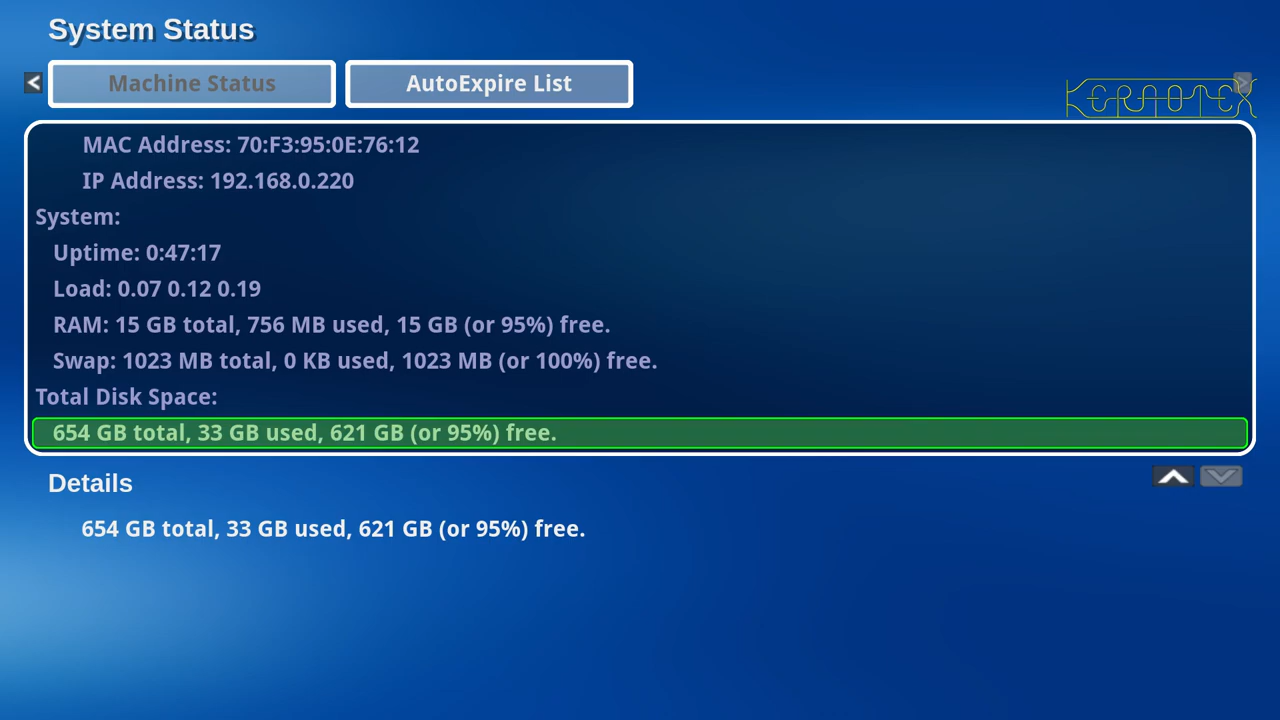 System Status
Machine Status
AutoExpire List
KERAOTEX
MAC Address: 70:F3:95:0E:76:12
IP Address: 192.168.0.220
System:
Uptime: 0:47:17
Load: 0.07 0.12 0.19
RAM: 15 GB total, 756 MB used, 15 GB (or 95%) free.
Swap: 1023 MB total, 0 KB used, 1023 MB (or 100%) free.
Total Disk Space:
654 GB total, 33 GB used, 621 GB (or 95%) free.
Details
654 GB total, 33 GB used, 621 GB (or 95%) free.